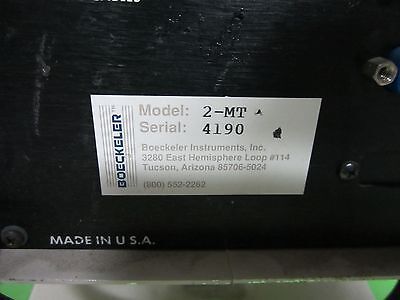 BOECKELER
Model: 2-MT
Serial: 4190
Boeckeler Instruments, Inc.
3280 East Hemisphere Loop #114
Tucson, Arizona 85706-5024
(800) 552-2262
MADE IN U.S.A.